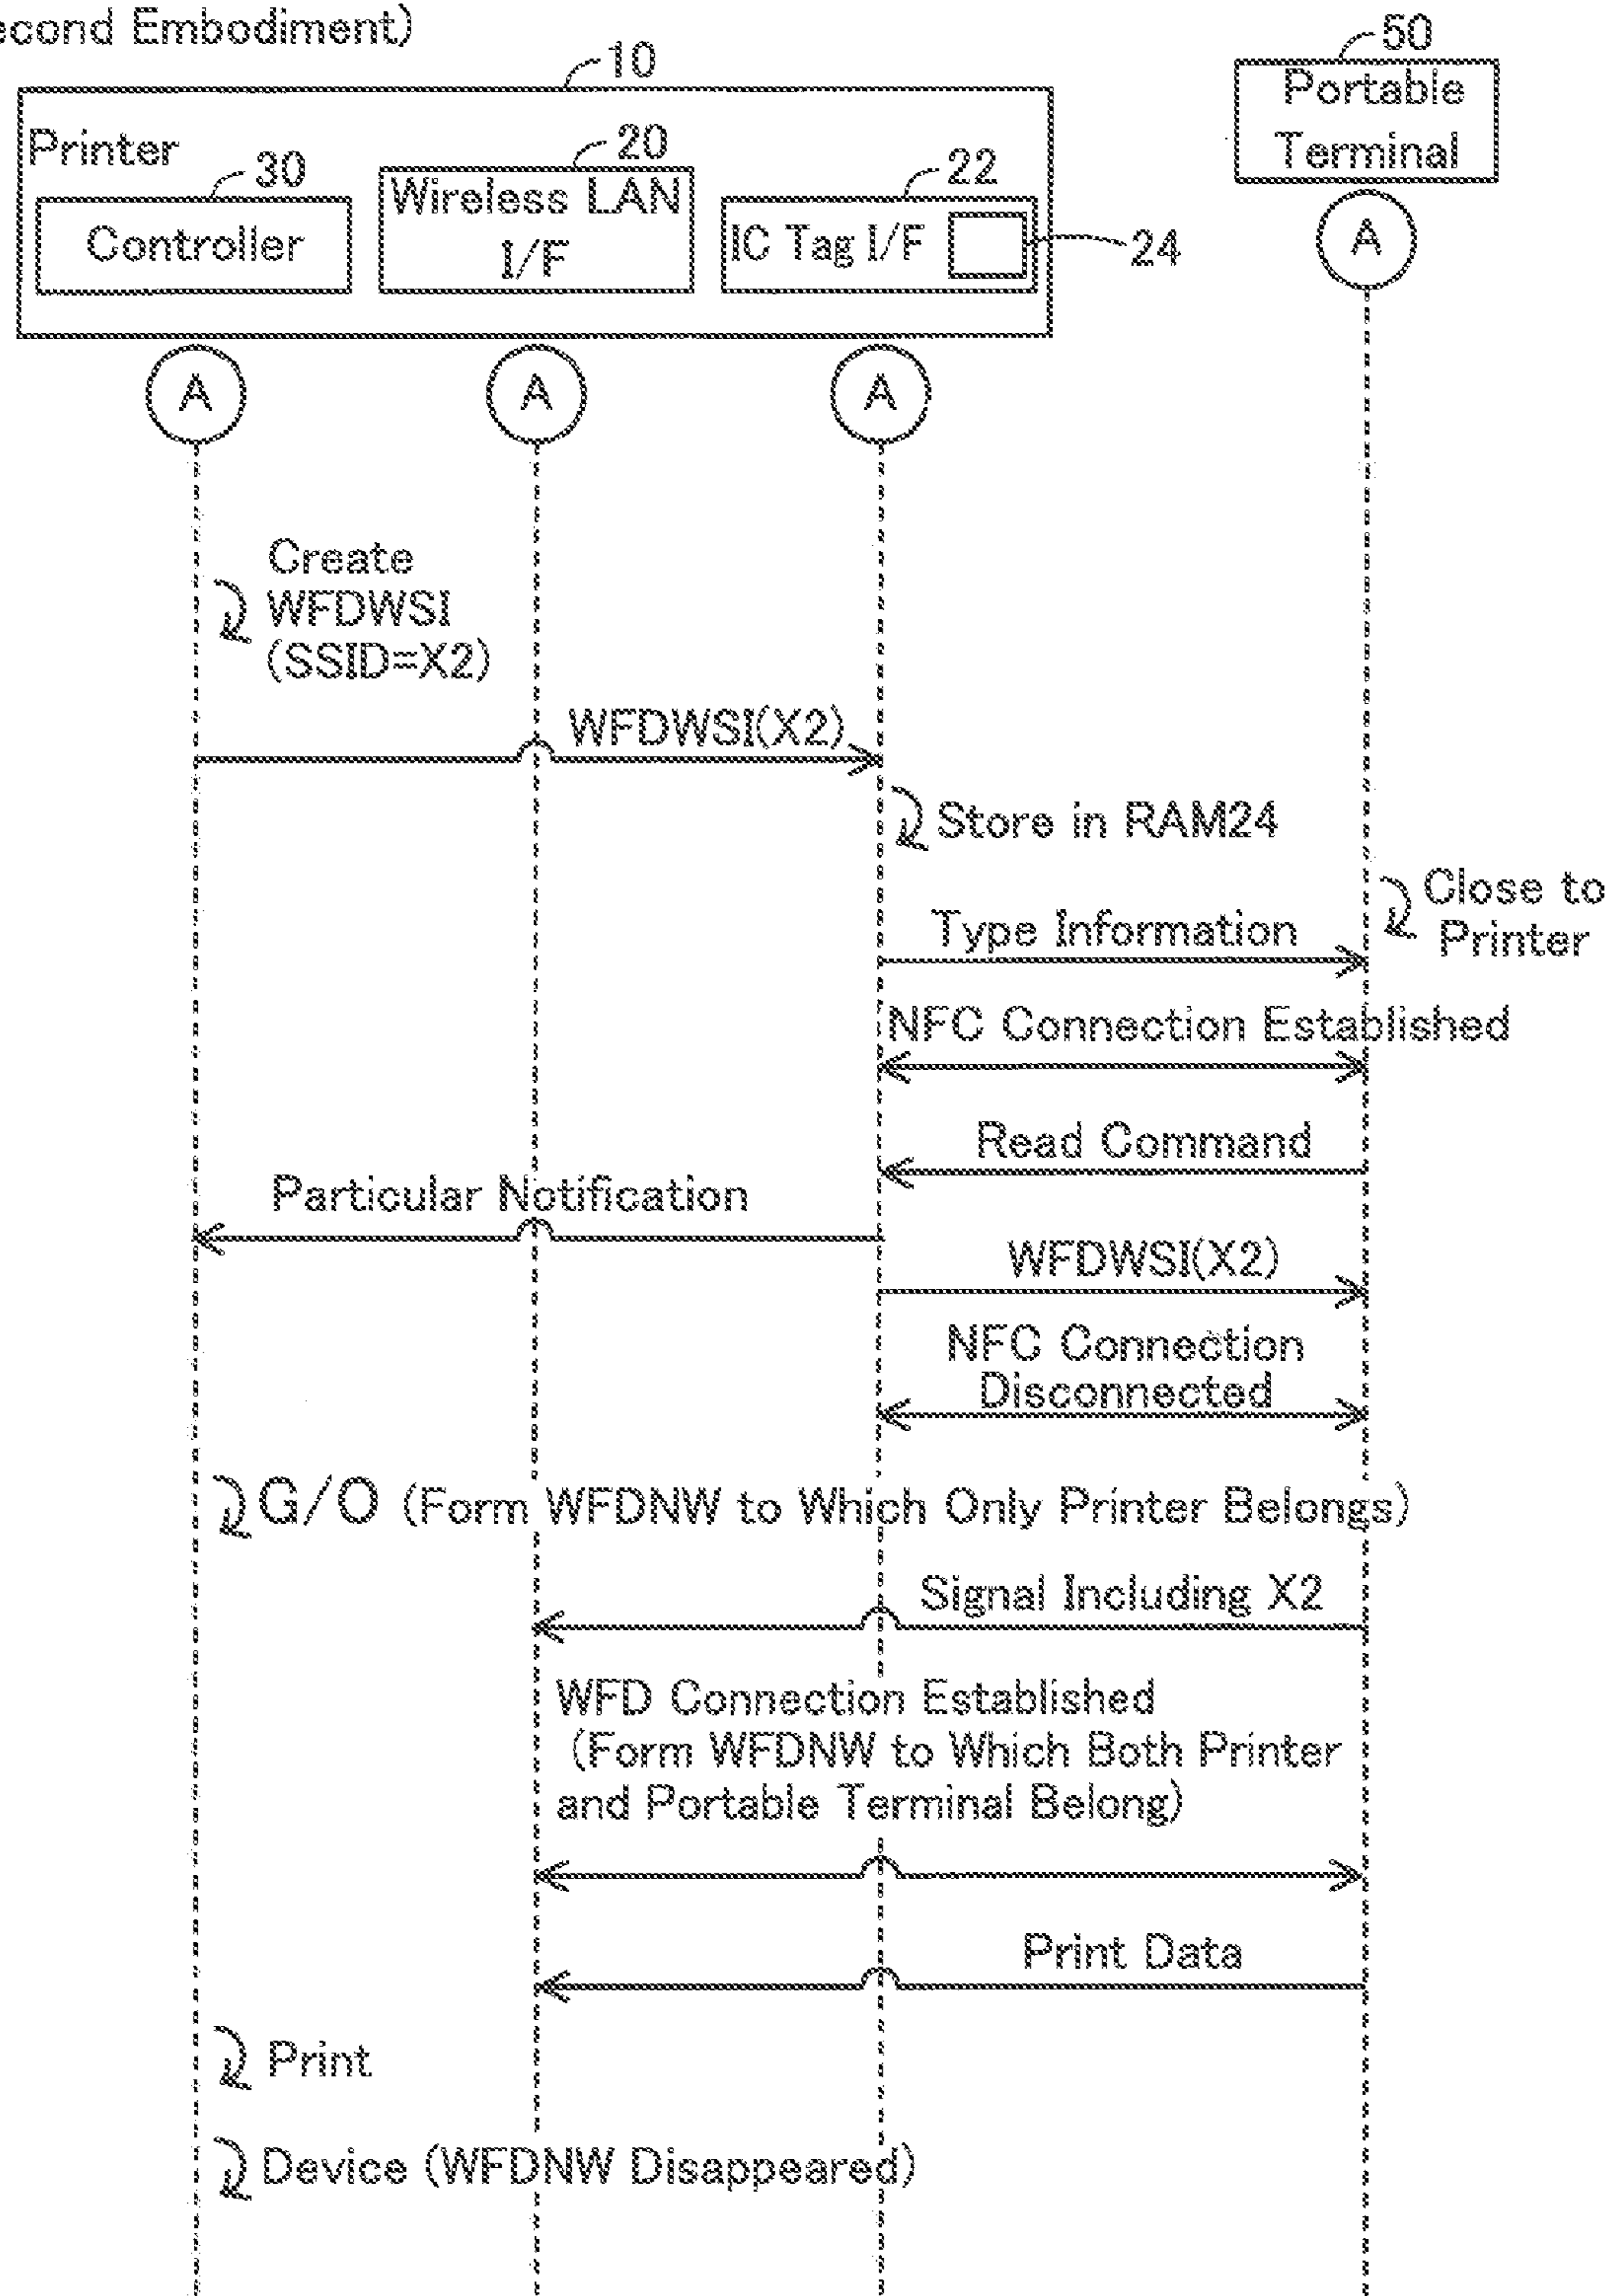 econd Embodiment)
10
50
Portable
Terminal
Printer
30
20
22
Controller
Wireless LAN
I/F
IC Tag I/F
24
A
A
A
A
Create
WFDWSI
(SSID=X2)
WFDWSI(X2)
Store in RAM24
Close to
Printer
Type Information
NFC Connection Established
Read Command
Particular Notification
WFDWSI(X2)
NFC Connection
Disconnected
G/O (Form WFDNW to Which Only Printer Belongs)
Signal Including X2
WFD Connection Established
(Form WFDNW to Which Both Printer
and Portable Terminal Belong)
Print Data
Print
Device (WFDNW Disappeared)